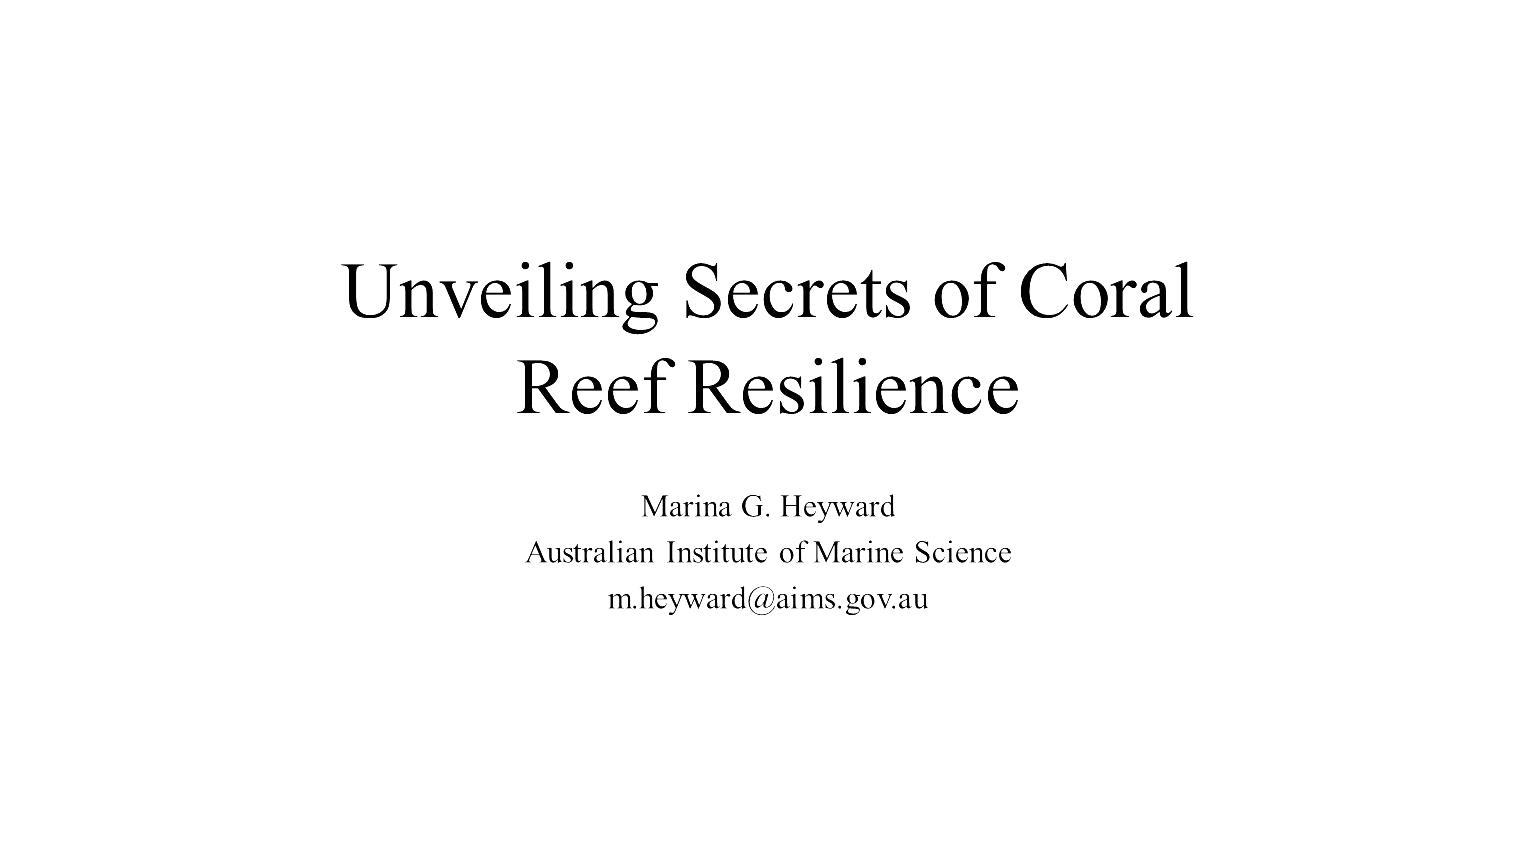 Unveiling Secrets of Coral
Reef Resilience
Marina G. Heyward
Australian Institute of Marine Science
m.heyward@aims.gov.au